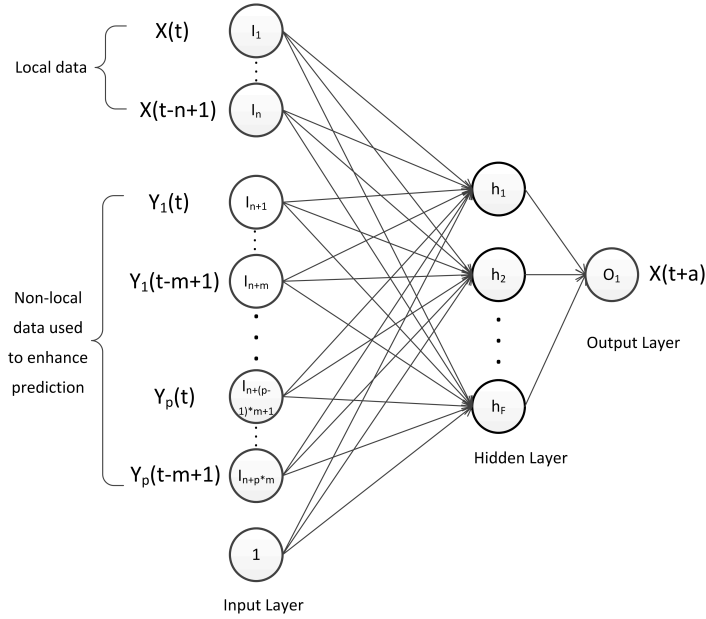 X(t)
I1
Local data
X(t-n+1)
In
Y1(t)
In+1
h1
Y1(t-m+1)
In+m
h2
O1
X(t+a)
Non-local
data used
to enhance
prediction
Output Layer
Yp(t)
In+(p-
1)*m+1
hF
Hidden Layer
Yp(t-m+1)
In+p*m
1
Input Layer